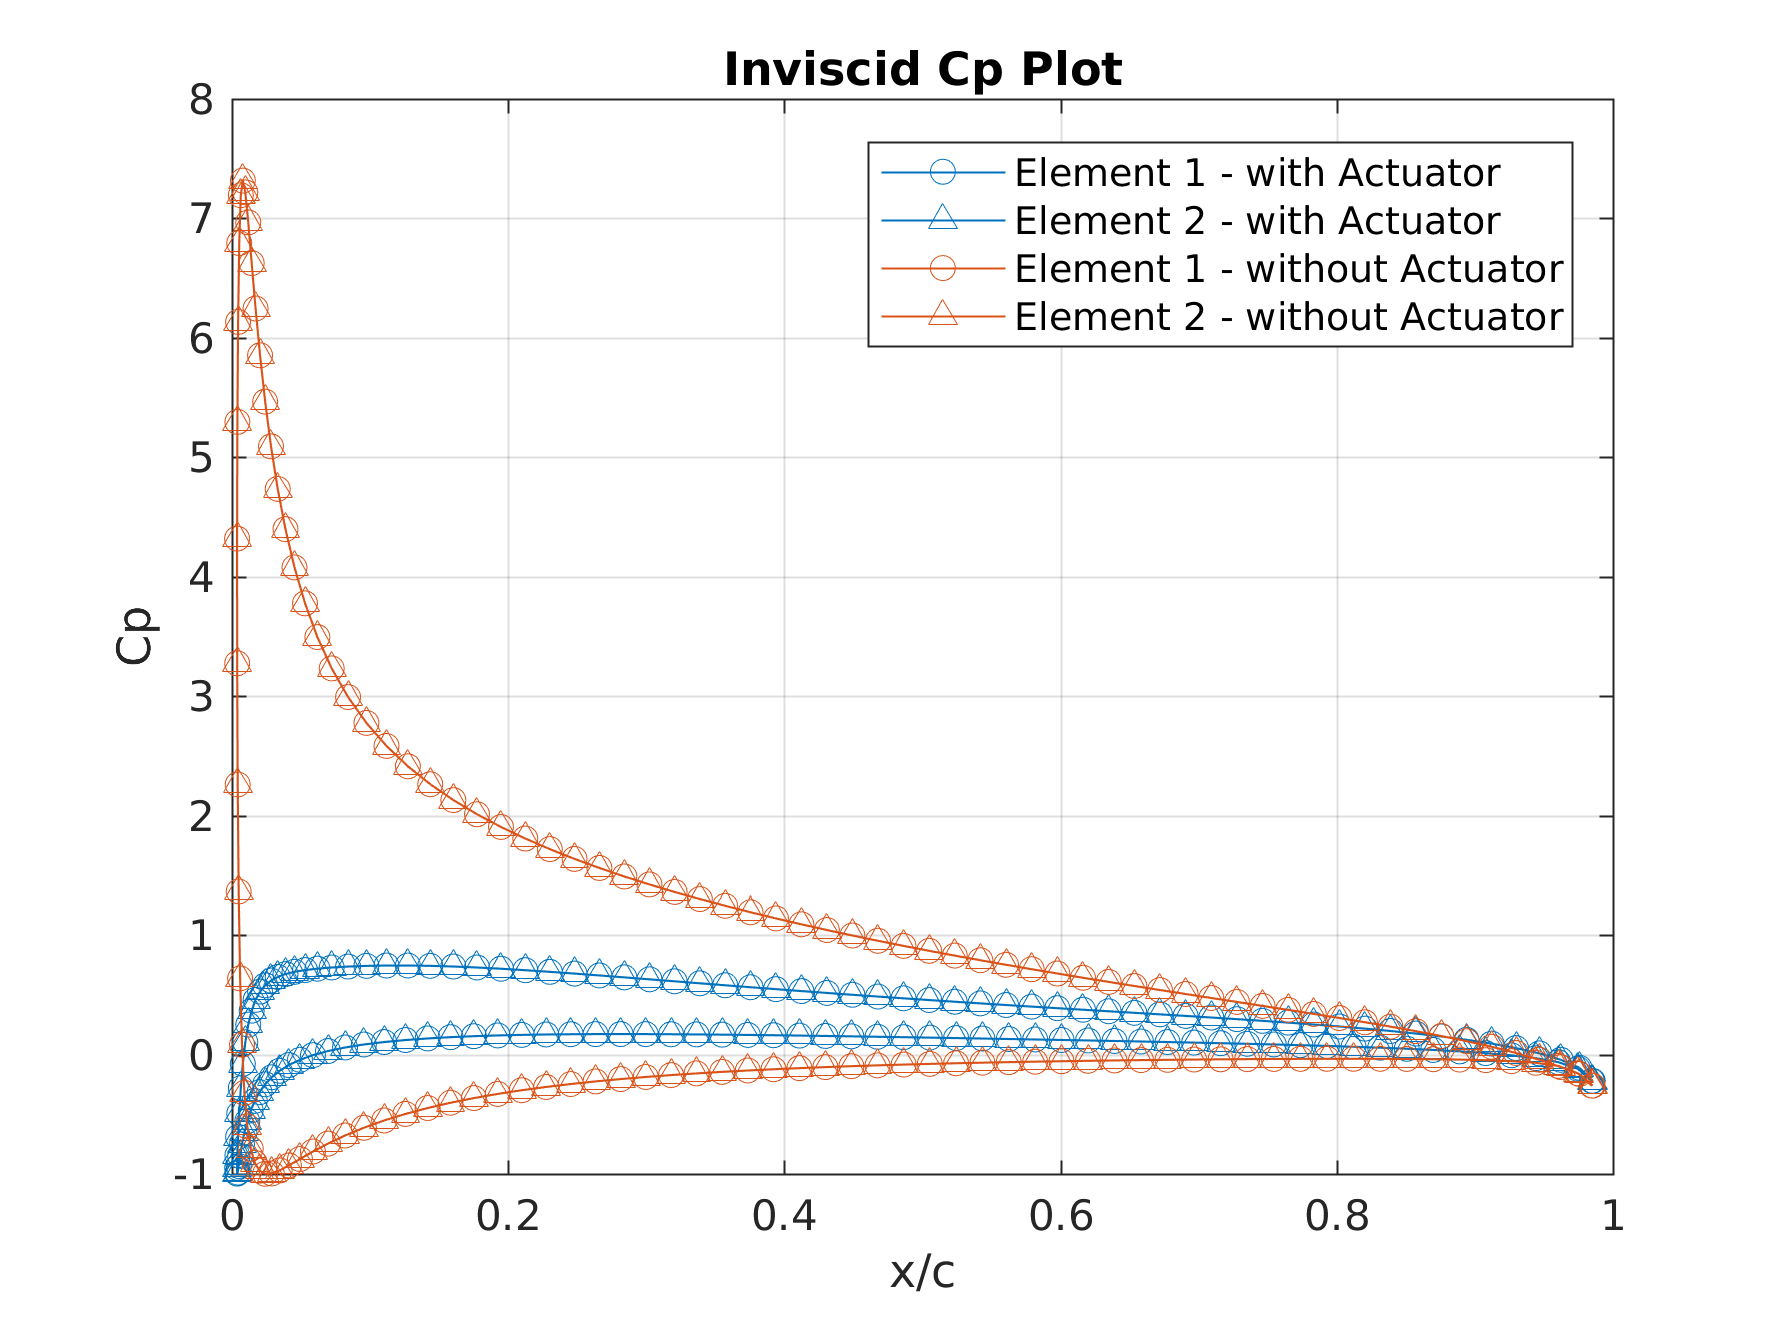 Inviscid Cp Plot
8
7
6
5
4
3
2
1
0
-1
Cp
Element 1 - with Actuator
Element 2 - with Actuator
Element 1 - without Actuator
Element 2 - without Actuator
0 0.2 0.4 0.6 0.8 1
x/c